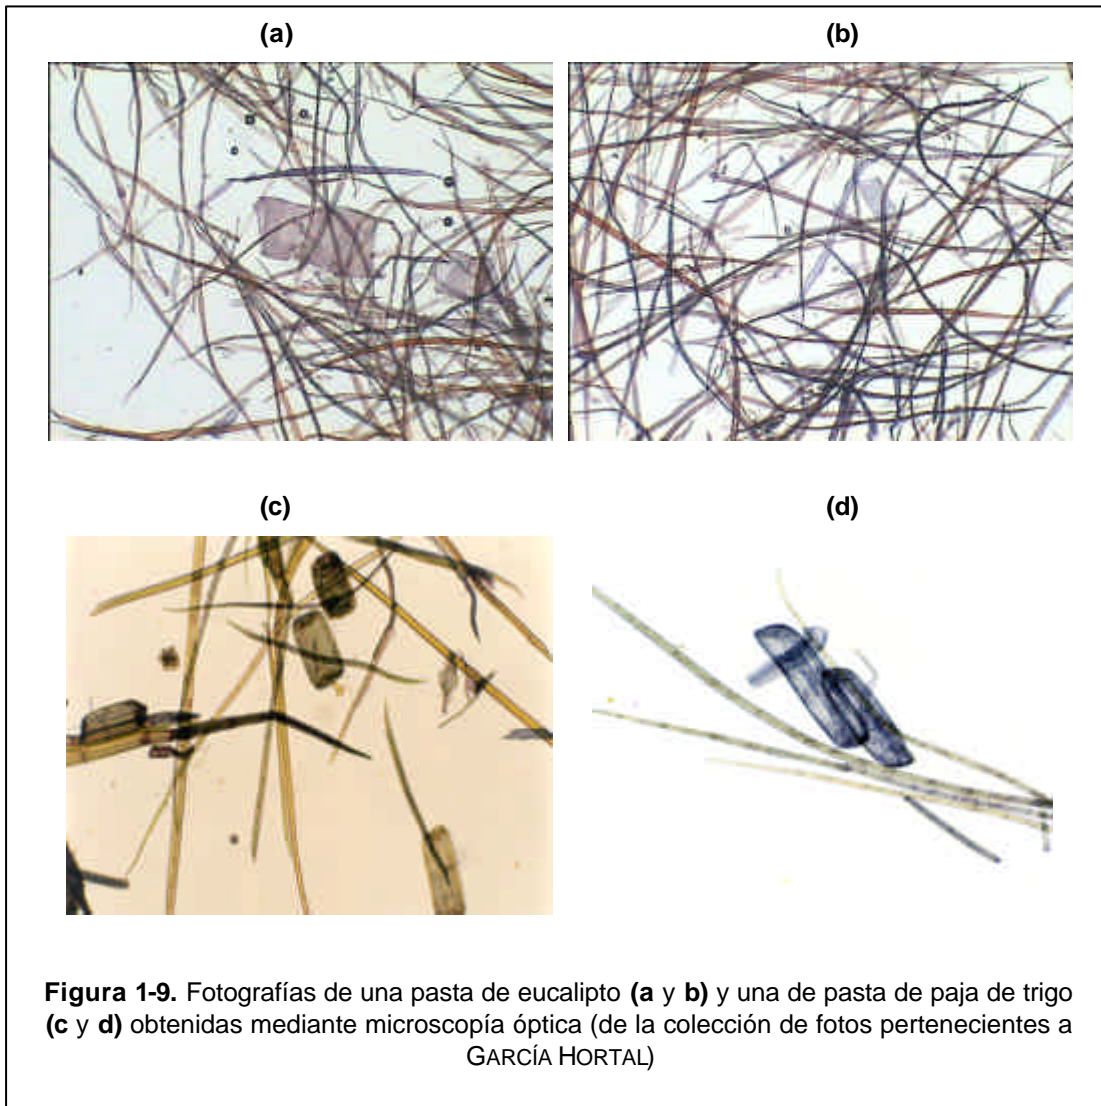 (a) (b)
(c) (d)
Figura 1-9. Fotografías de una pasta de eucalipto (a y b) y una de pasta de paja de trigo
(c y d) obtenidas mediante microscopía óptica (de la colección de fotos pertenecientes a
GARCÍA HORTAL)